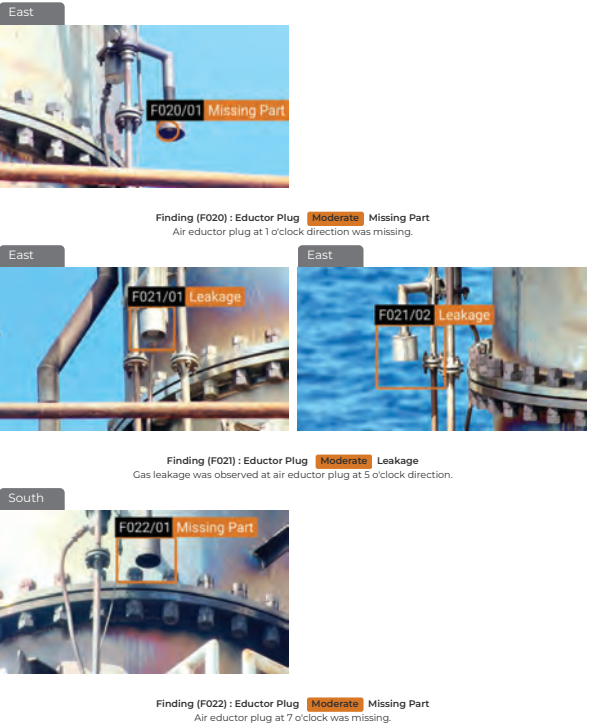 East
F020/01 Missing Part
Finding (F020) : Eductor Plug Moderate Missing Part
Air eductor plug at 1 o'clock direction was missing.
East
East
F021/01 Leakage
F021/02 Leakage
Finding (F021) : Eductor Plug Moderate Leakage
Gas leakage was observed at air eductor plug at 5 o'clock direction.
South
F022/01 Missing Part
Finding (F022) : Eductor Plug Moderate Missing Part
Air eductor plug at 7 o'clock was missing.